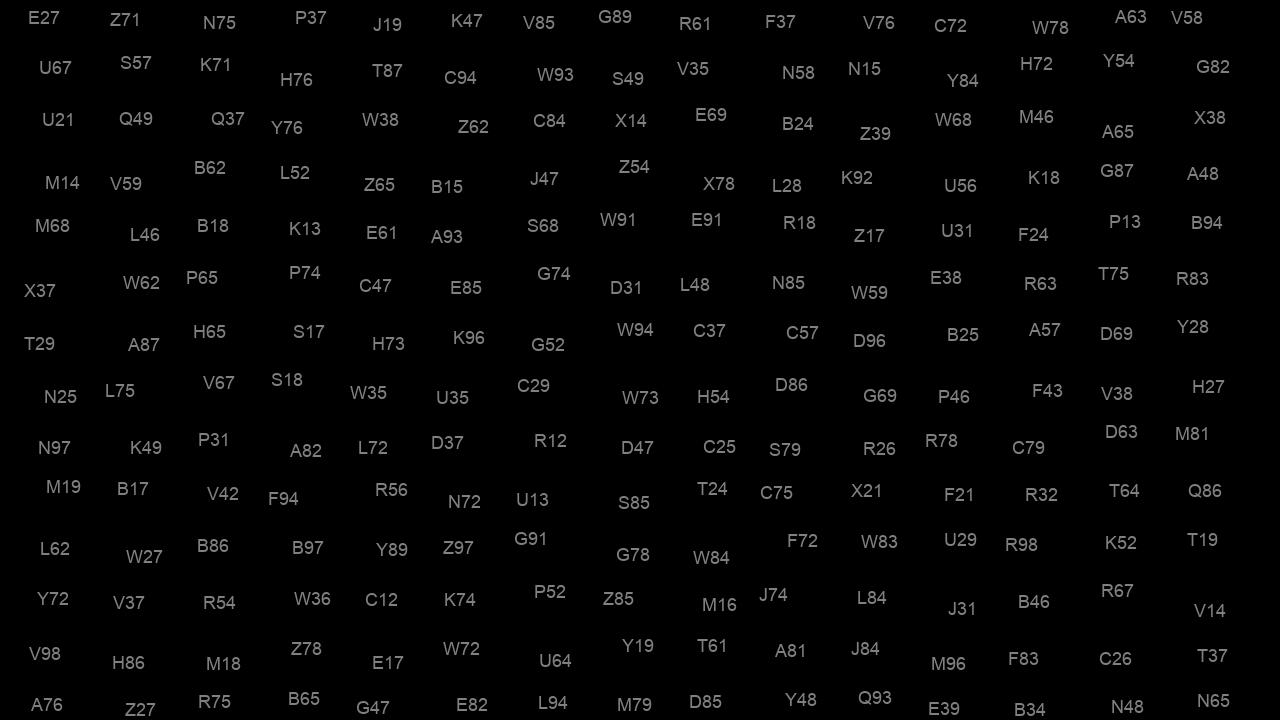 E27 Z71 N75 P37 J19 K47 V85 G89 R61 F37 V76 C72 W78 A63 V58
U67 S57 K71 H76 T87 C94 W93 S49 V35 N58 N15 Y84 H72 Y54 G82
U21 Q49 Q37 Y76 W38 Z62 C84 X14 E69 B24 Z39 W68 M46 A65 X38
M14 V59 B62 L52 Z65 B15 J47 Z54 X78 L28 K92 U56 K18 G87 A48
M68 L46 B18 K13 E61 A93 S68 W91 E91 R18 Z17 U31 F24 P13 B94
X37 W62 P65 P74 C47 E85 G74 D31 L48 N85 W59 E38 R63 T75 R83
T29 A87 H65 S17 H73 K96 G52 W94 C37 C57 D96 B25 A57 D69 Y28
N25 L75 V67 S18 W35 U35 C29 W73 H54 D86 G69 P46 F43 V38 H27
N97 K49 P31 A82 L72 D37 R12 D47 C25 S79 R26 R78 C79 D63 M81
M19 B17 V42 F94 R56 N72 U13 S85 T24 C75 X21 F21 R32 T64 Q86
L62 W27 B86 B97 Y89 Z97 G91 G78 W84 F72 W83 U29 R98 K52 T19
Y72 V37 R54 W36 C12 K74 P52 Z85 M16 J74 L84 J31 B46 R67 V14
V98 H86 M18 Z78 E17 W72 U64 Y19 T61 A81 J84 M96 F83 C26 T37
A76 Z27 R75 B65 G47 E82 L94 M79 D85 Y48 Q93 E39 B34 N48 N65